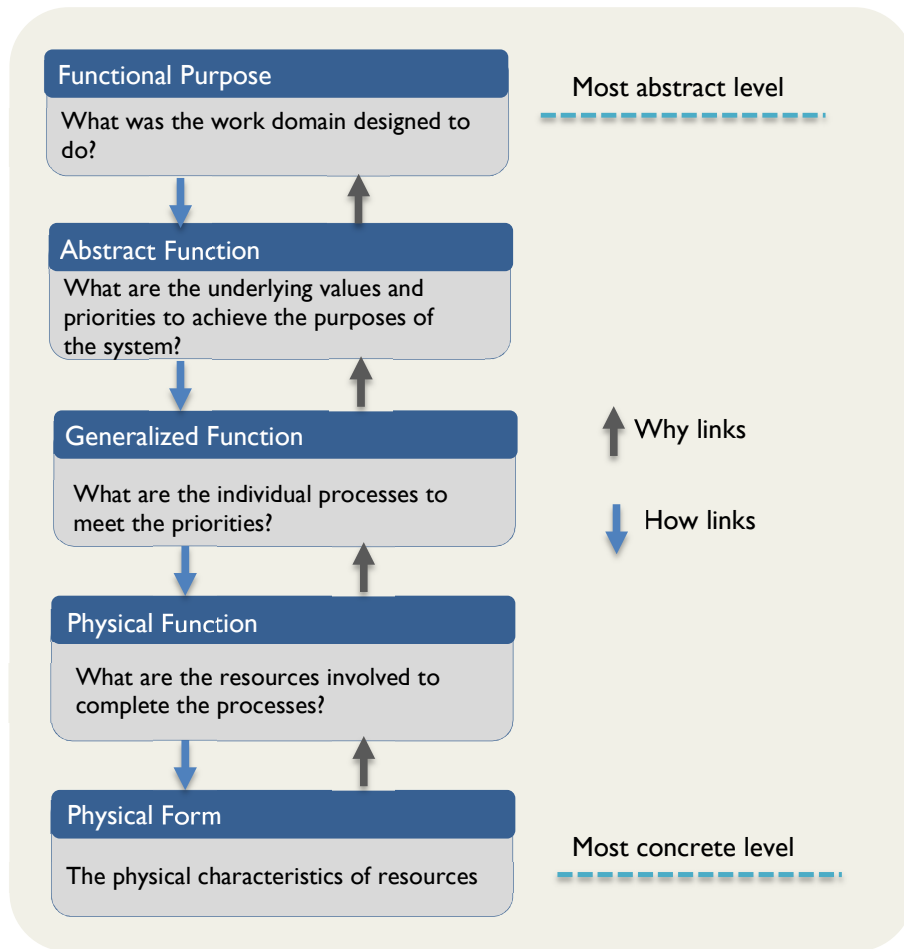 Functional Purpose
What was the work domain designed to
do?
Most abstract level
Abstract Function
What are the underlying values and
priorities to achieve the purposes of
the system?
Generalized Function
What are the individual processes to
meet the priorities?
Why links
How links
Physical Function
What are the resources involved to
complete the processes?
Physical Form
The physical characteristics of resources
Most concrete level